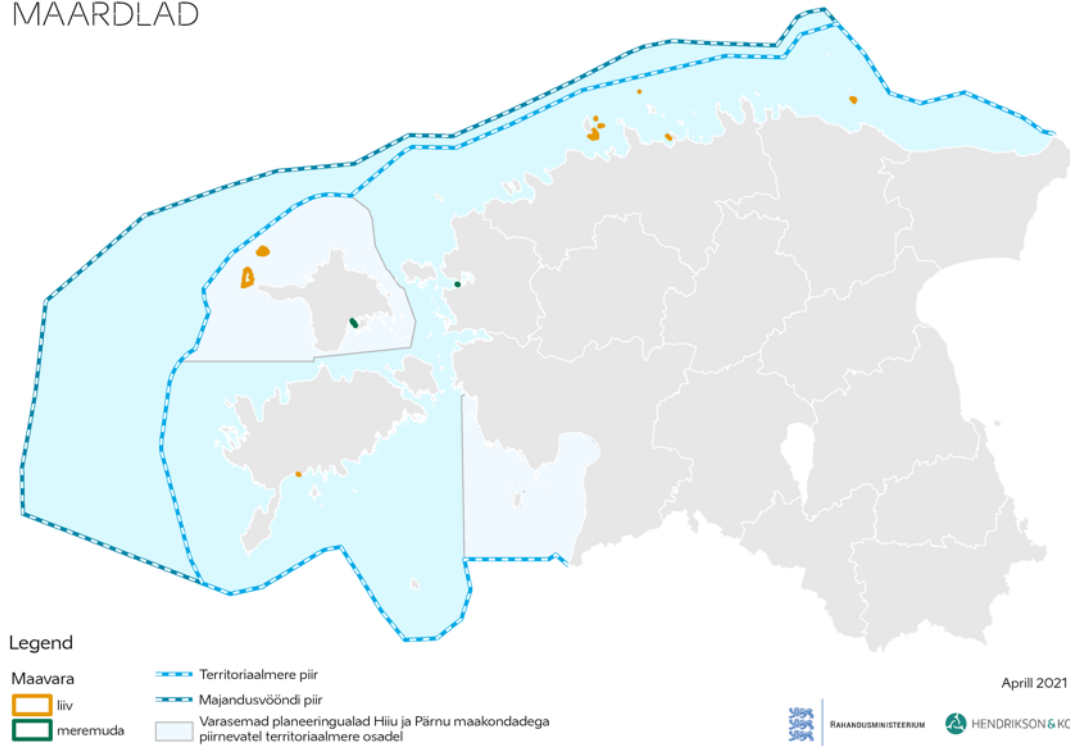 MAARDLAD
Legend
Maavara
liiv
meremuda
Territoriaalmere piir
Majandusvööndi piir
Varasemad planeeringualad Hiiu ja Pärnu maakondadega
piirnevatel territoriaalmere osadel
Aprill 2021
RAHANDUSMINISTEERIUM
HENDRIKSON & KO